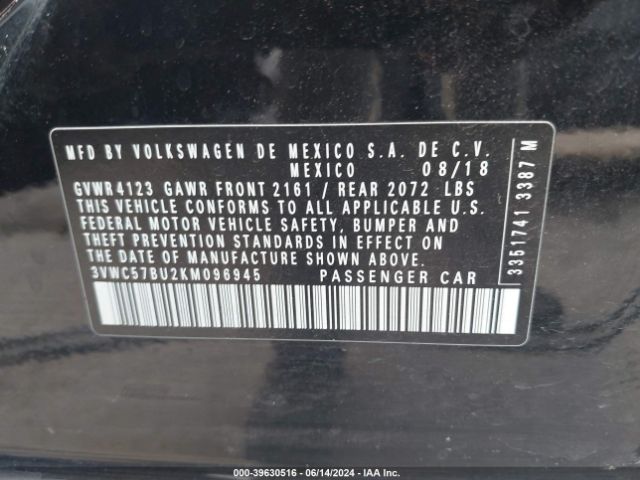 MFD BY VOLKSWAGEN DE MEXICO S.A. DE C.V.
MEXICO 08/18
GVWR 4123 GAWR FRONT 2161 / REAR 2072 LBS
THIS VEHICLE CONFORMS TO ALL APPLICABLE U.S.
FEDERAL MOTOR VEHICLE SAFETY, BUMPER AND
THEFT PREVENTION STANDARDS IN EFFECT ON
THE DATE OF MANUFACTURE SHOWN ABOVE.
3VWC57BU2KM096945 PASSENGER CAR
3351741 3387 M
000-39630516 - 06/14/2024 - IAA Inc.